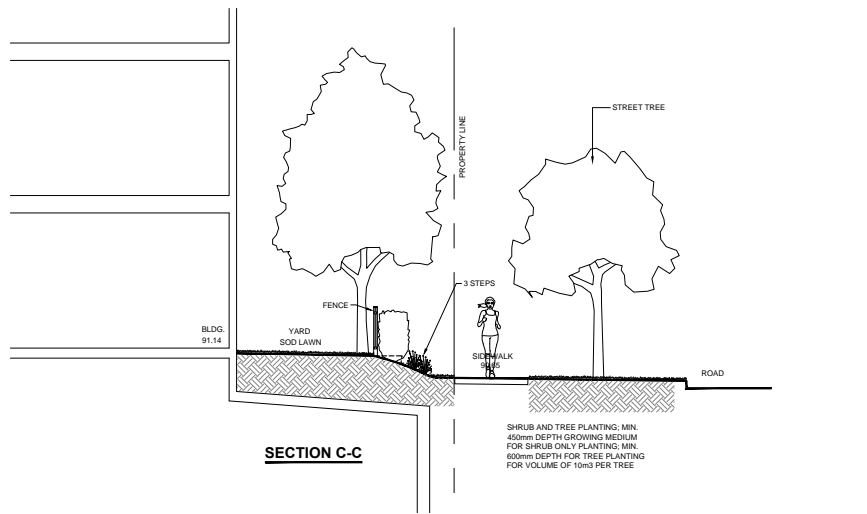 STREET TREE
PROPERTY LINE
3 STEPS
FENCE
BLDG.
91.14
YARD
SOD LAWN
SIDEWALK
ROAD
SHRUB AND TREE PLANTING; MIN.
450mm DEPTH GROWING MEDIUM
FOR SHRUB ONLY PLANTING; MIN.
600mm DEPTH FOR TREE PLANTING
FOR VOLUME OF 10m3 PER TREE
SECTION C-C